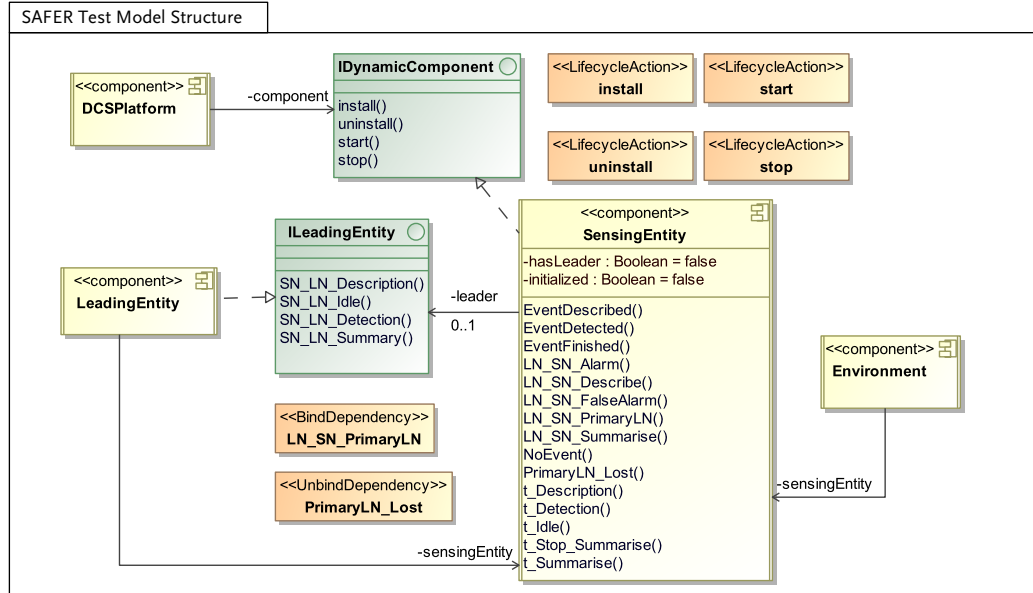 SAFER Test Model Structure
<<component>>
DCSPlatform
-component
IDynamicComponent
install()
uninstall()
start()
stop()
<<LifecycleAction>>
install
<<LifecycleAction>>
start
<<LifecycleAction>>
uninstall
<<LifecycleAction>>
stop
<<component>>
LeadingEntity
ILeadingEntity
SN_LN_Description()
SN_LN_Idle()
SN_LN_Detection()
SN_LN_Summary()
-leader
0..1
<<component>>
SensingEntity
-hasLeader : Boolean = false
-initialized : Boolean = false
EventDescribed()
EventDetected()
EventFinished()
LN_SN_Alarm()
LN_SN_Describe()
LN_SN_FalseAlarm()
LN_SN_PrimaryLN()
LN_SN_Summarise()
NoEvent()
PrimaryLN_Lost()
t_Description()
t_Detection()
t_Idle()
t_Stop_Summarise()
t_Summarise()
<<component>>
Environment
-sensingEntity
<<BindDependency>>
LN_SN_PrimaryLN
<<UnbindDependency>>
PrimaryLN_Lost
-sensingEntity